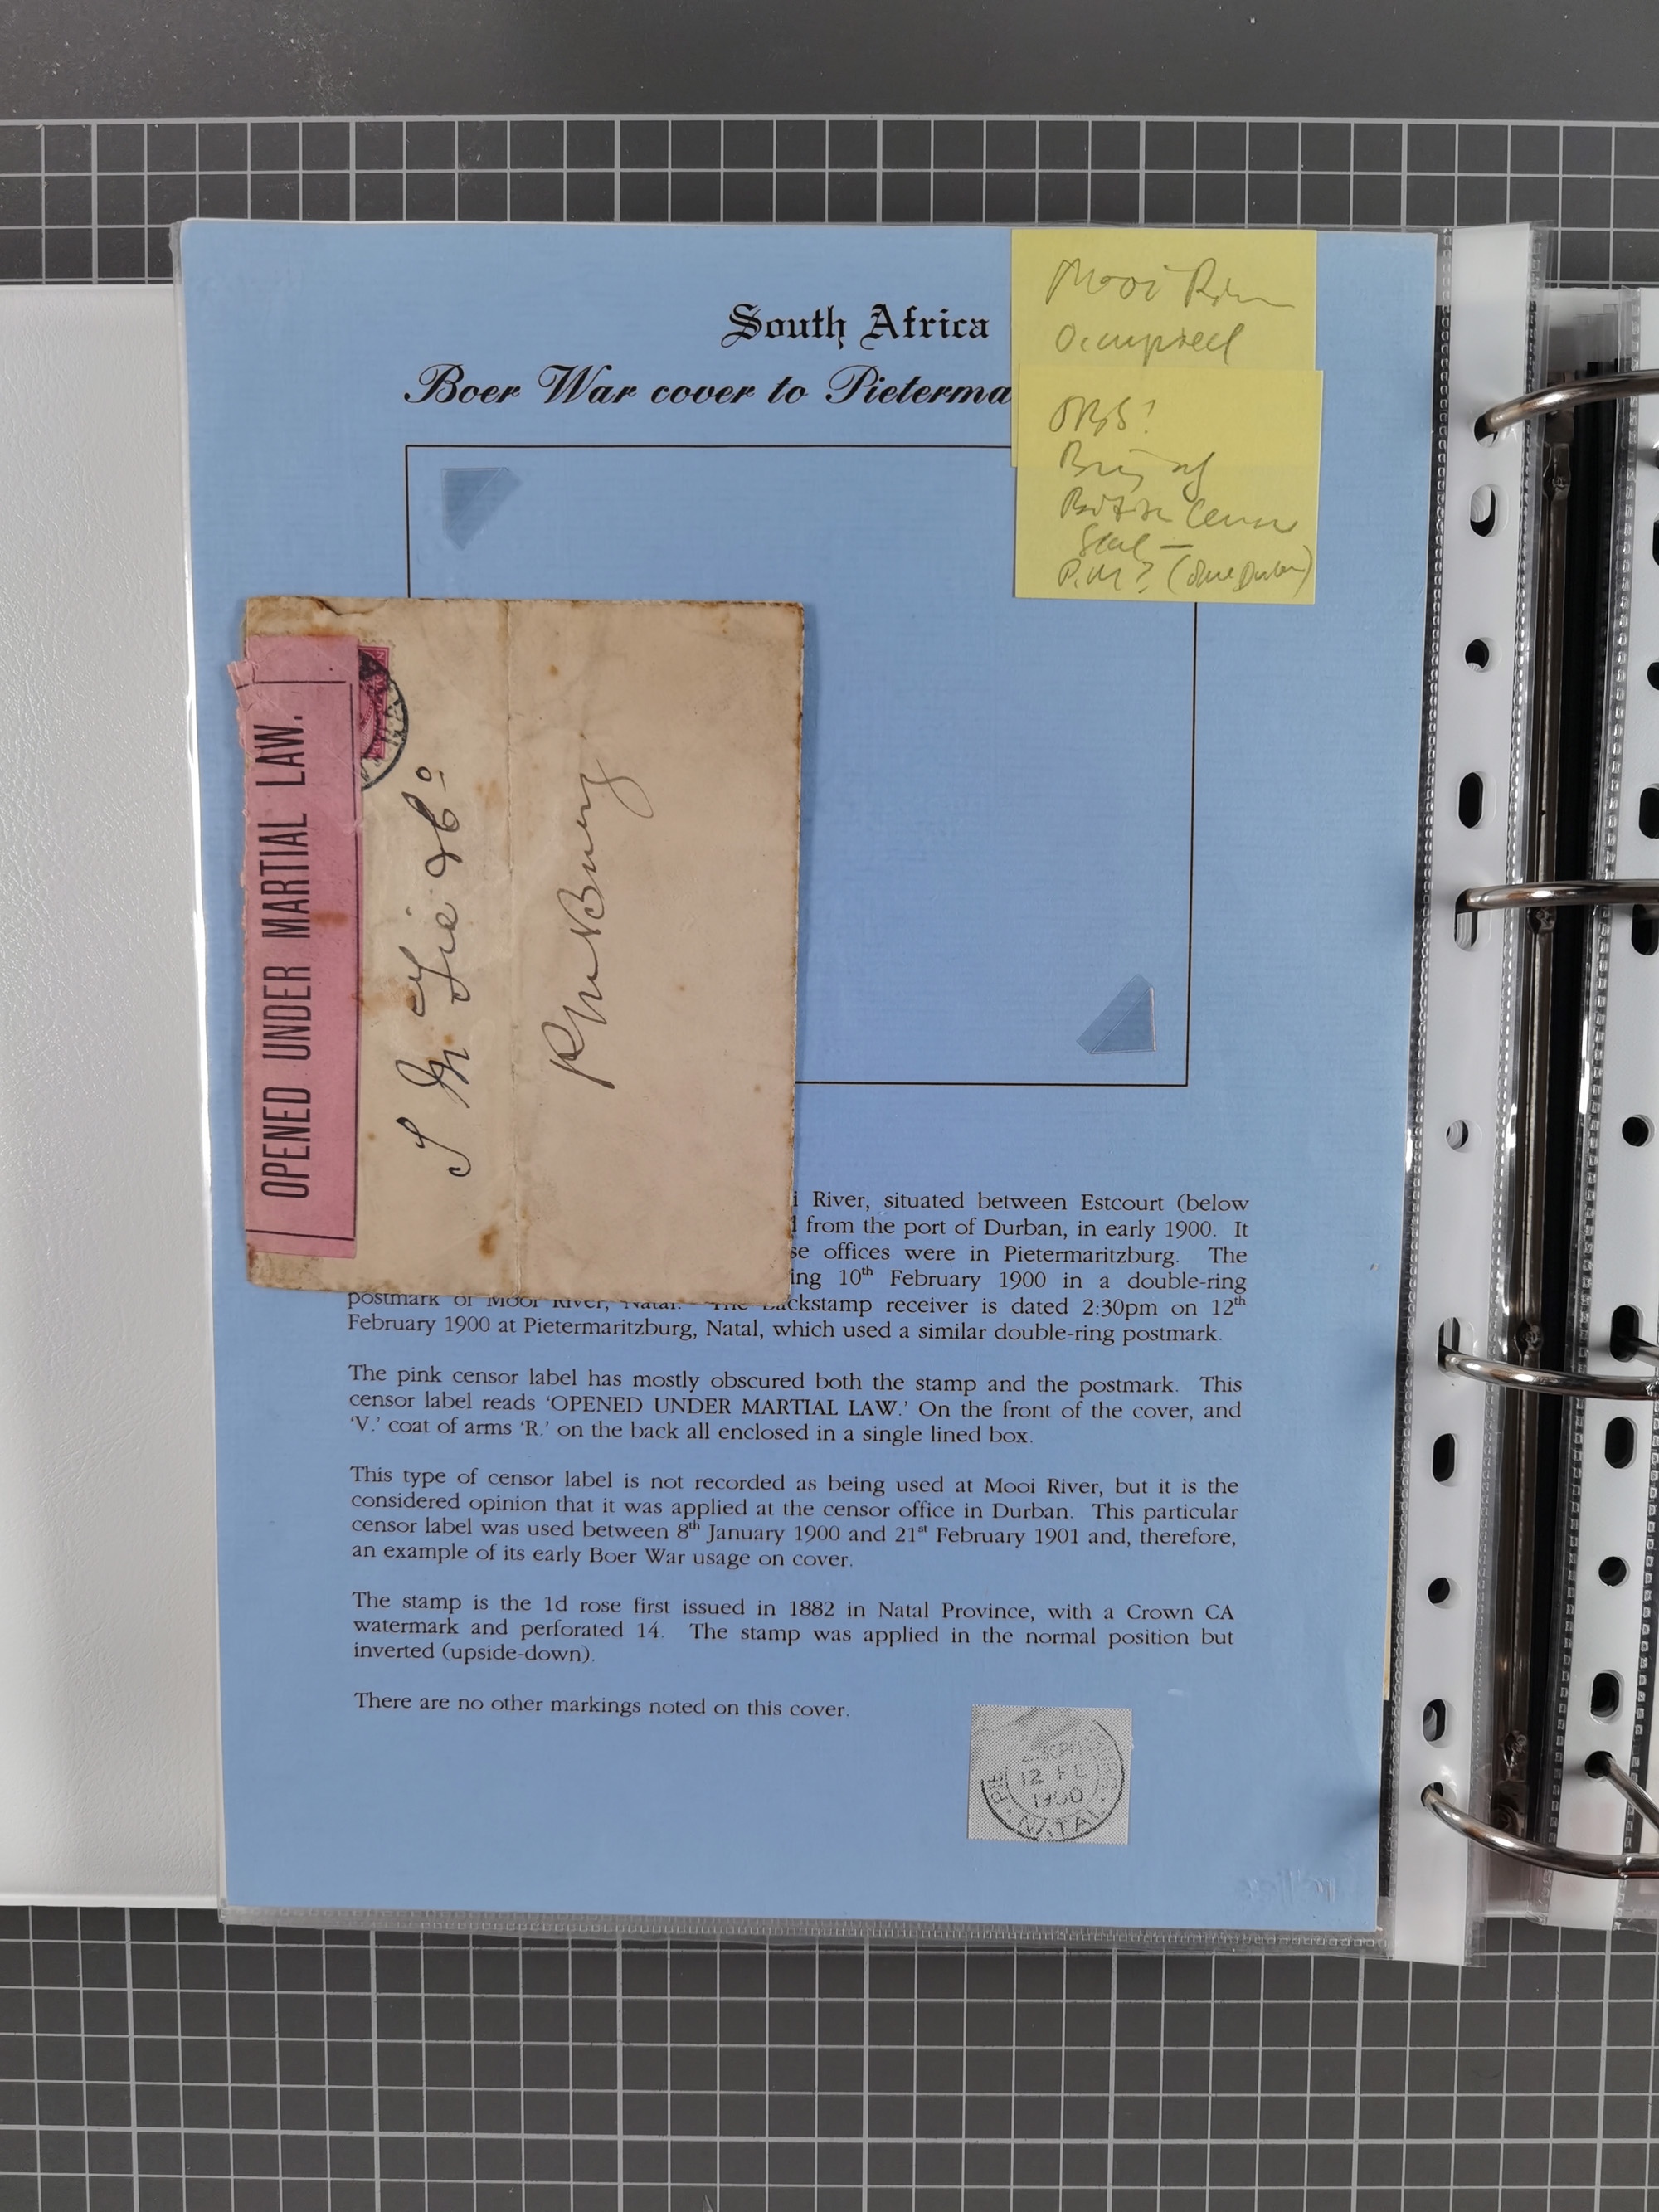 South Africa
Boer War cover to Pieterma
Mooi River
Occupied
OFS?
British Censor
Seal —
P.M?
OPENED UNDER MARTIAL LAW.
i River, situated between Estcourt (below
from the port of Durban, in early 1900. It
se offices were in Pietermaritzburg. The
ing 10th February 1900 in a double-ring
postmark of Mooi River, Natal. The backstamp receiver is dated 2:30pm on 12th
February 1900 at Pietermaritzburg, Natal, which used a similar double-ring postmark.
The pink censor label has mostly obscured both the stamp and the postmark. This
censor label reads ‘OPENED UNDER MARTIAL LAW.’ On the front of the cover, and
‘V.’ coat of arms ‘R.’ on the back all enclosed in a single lined box.
This type of censor label is not recorded as being used at Mooi River, but it is the
considered opinion that it was applied at the censor office in Durban. This particular
censor label was used between 8th January 1900 and 21st February 1901 and, therefore,
an example of its early Boer War usage on cover.
The stamp is the 1d rose first issued in 1882 in Natal Province, with a Crown CA
watermark and perforated 14. The stamp was applied in the normal position but
inverted (upside-down).
There are no other markings noted on this cover.
2.30PM
12 FE
1900
NATAL